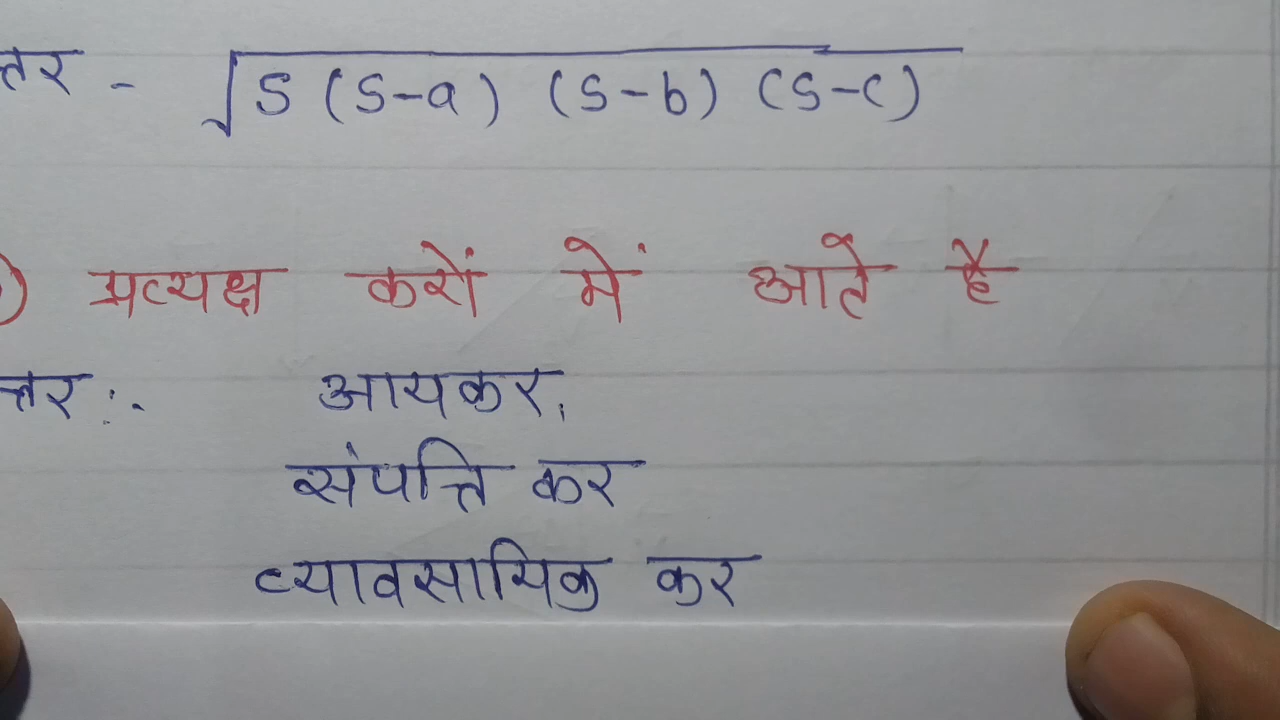 त्तर - √S (S-a) (S-b) (S-c)
) प्रत्यक्ष करों में आते है
त्तर :- आयकर,
संपत्ति कर
व्यावसायिक कर